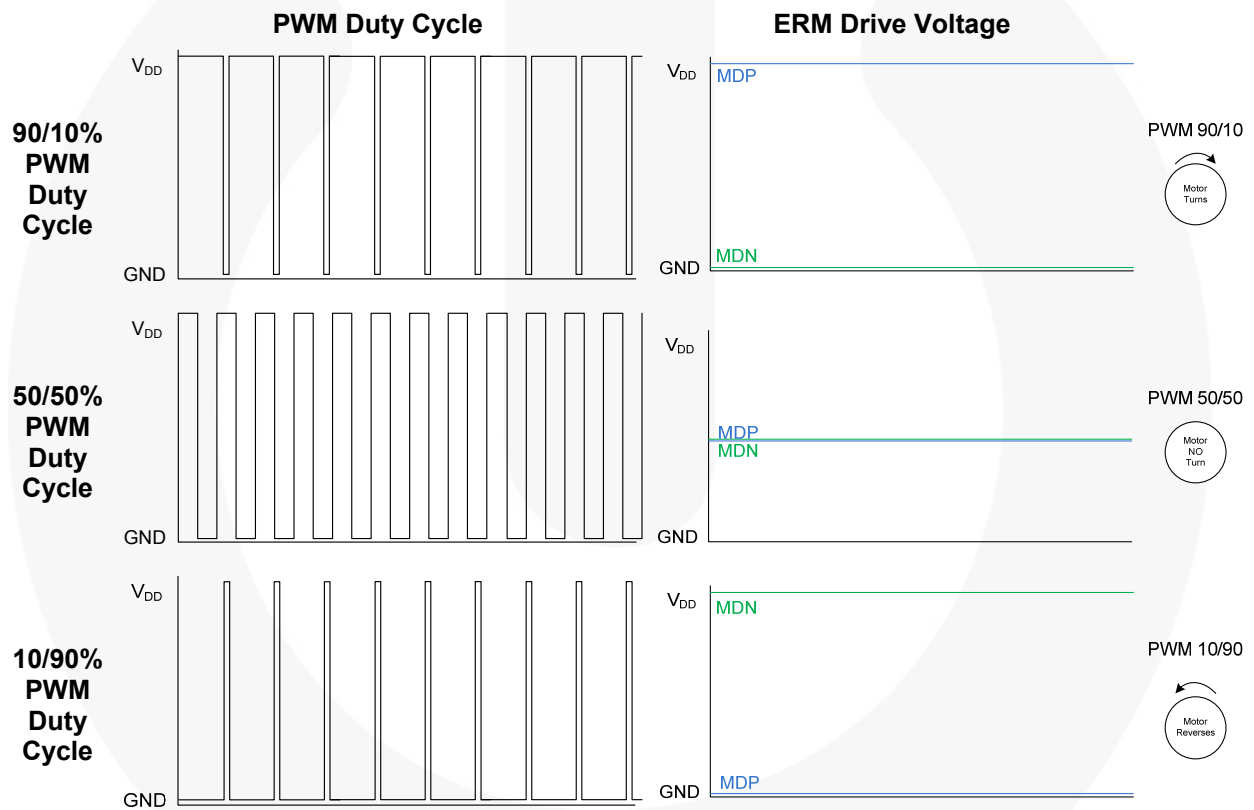 PWM Duty Cycle
ERM Drive Voltage
90/10%
PWM
Duty
Cycle
VDD
GND
VDD
MDP
MDN
GND
PWM 90/10
Motor
Turns
50/50%
PWM
Duty
Cycle
VDD
GND
VDD
MDP
MDN
GND
PWM 50/50
Motor
NO
Turn
10/90%
PWM
Duty
Cycle
VDD
GND
VDD
MDN
MDP
GND
PWM 10/90
Motor
Reverses